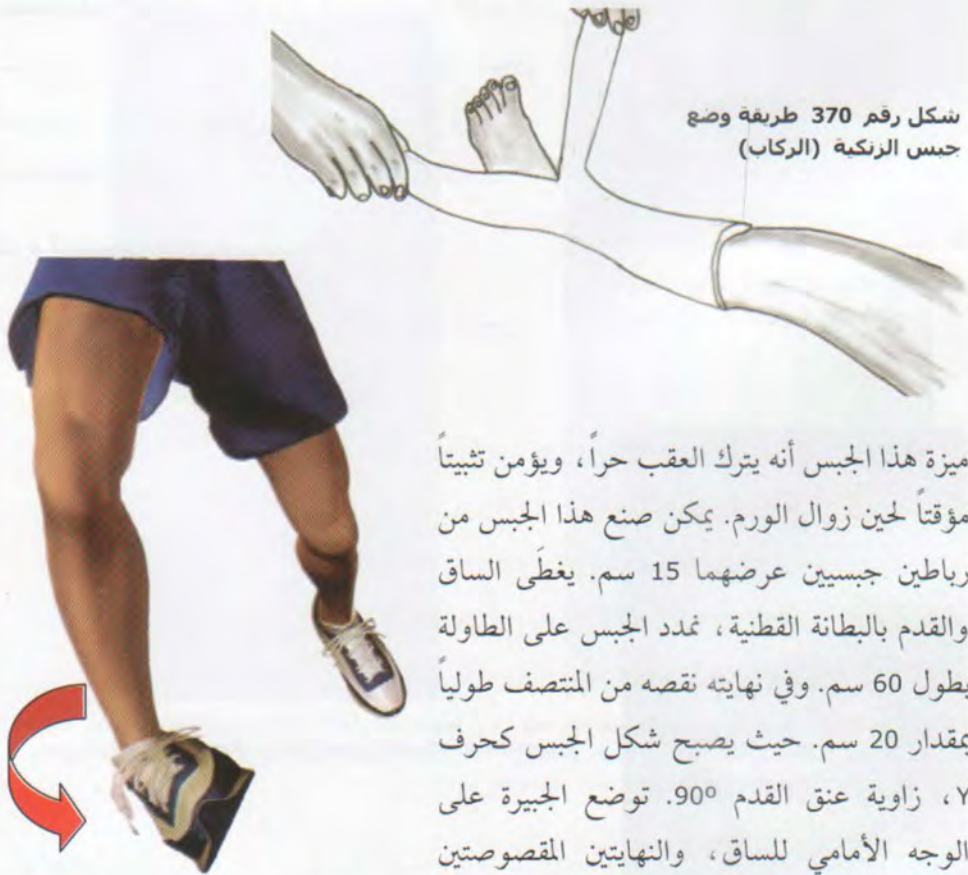 شكل رقم 370 طريقة وضع
جبس الزنكية (الركاب)
ميزة هذا الجبس أنه يترك العقب حراً، ويؤمن تثبيتاً
مؤقتاً لحين زوال الورم. يمكن صنع هذا الجبس من
رباطين جبسيين عرضهما 15 سم. يغطَى الساق
والقدم بالبطانة القطنية، نمدد الجبس على الطاولة
بطول 60 سم. وفي نهايته نقصه من المنتصف طولياً
بمقدار 20 سم. حيث يصبح شكل الجبس كحرف
Y، زاوية عنق القدم 90º. توضع الجبيرة على
الوجه الأمامي للساق، والنهايتين المقصوصتين